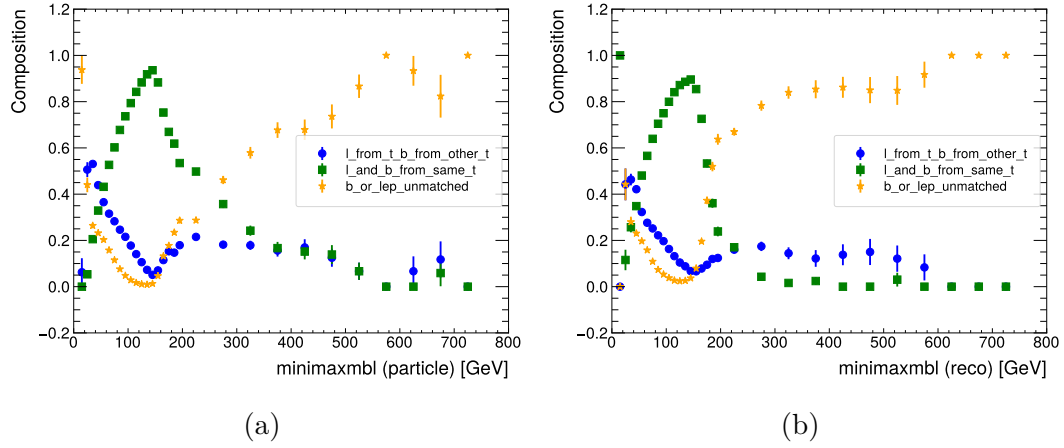 Composition
1.2
1.0
0.8
0.6
0.4
0.2
0.0
−0.2
l_from_t_b_from_other_t
l_and_b_from_same_t
b_or_lep_unmatched
0 100 200 300 400 500 600 700 800
minimaxmbl (particle) [GeV]
(a)
Composition
1.2
1.0
0.8
0.6
0.4
0.2
0.0
−0.2
l_from_t_b_from_other_t
l_and_b_from_same_t
b_or_lep_unmatched
0 100 200 300 400 500 600 700 800
minimaxmbl (reco) [GeV]
(b)